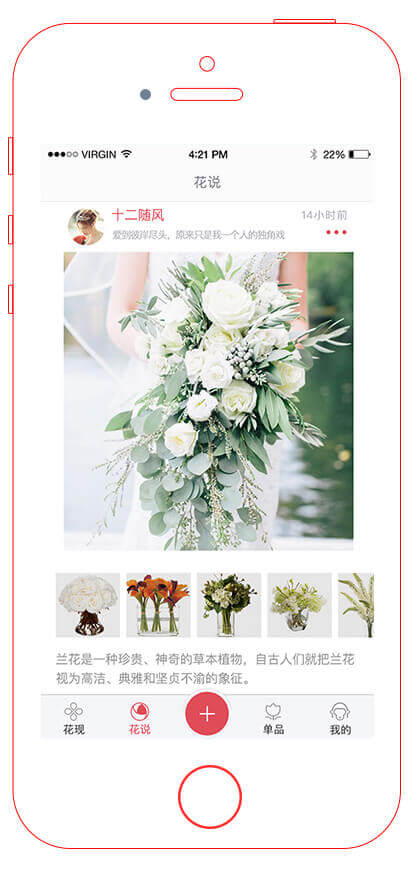 VIRGIN 4:21 PM 22%
花说
十二随风 14小时前
爱到彼岸尽头，原来只是我一个人的独角戏
兰花是一种珍贵、神奇的草本植物，自古人们就把兰花
视为高洁、典雅和坚贞不渝的象征。
花现 花说 单品 我的